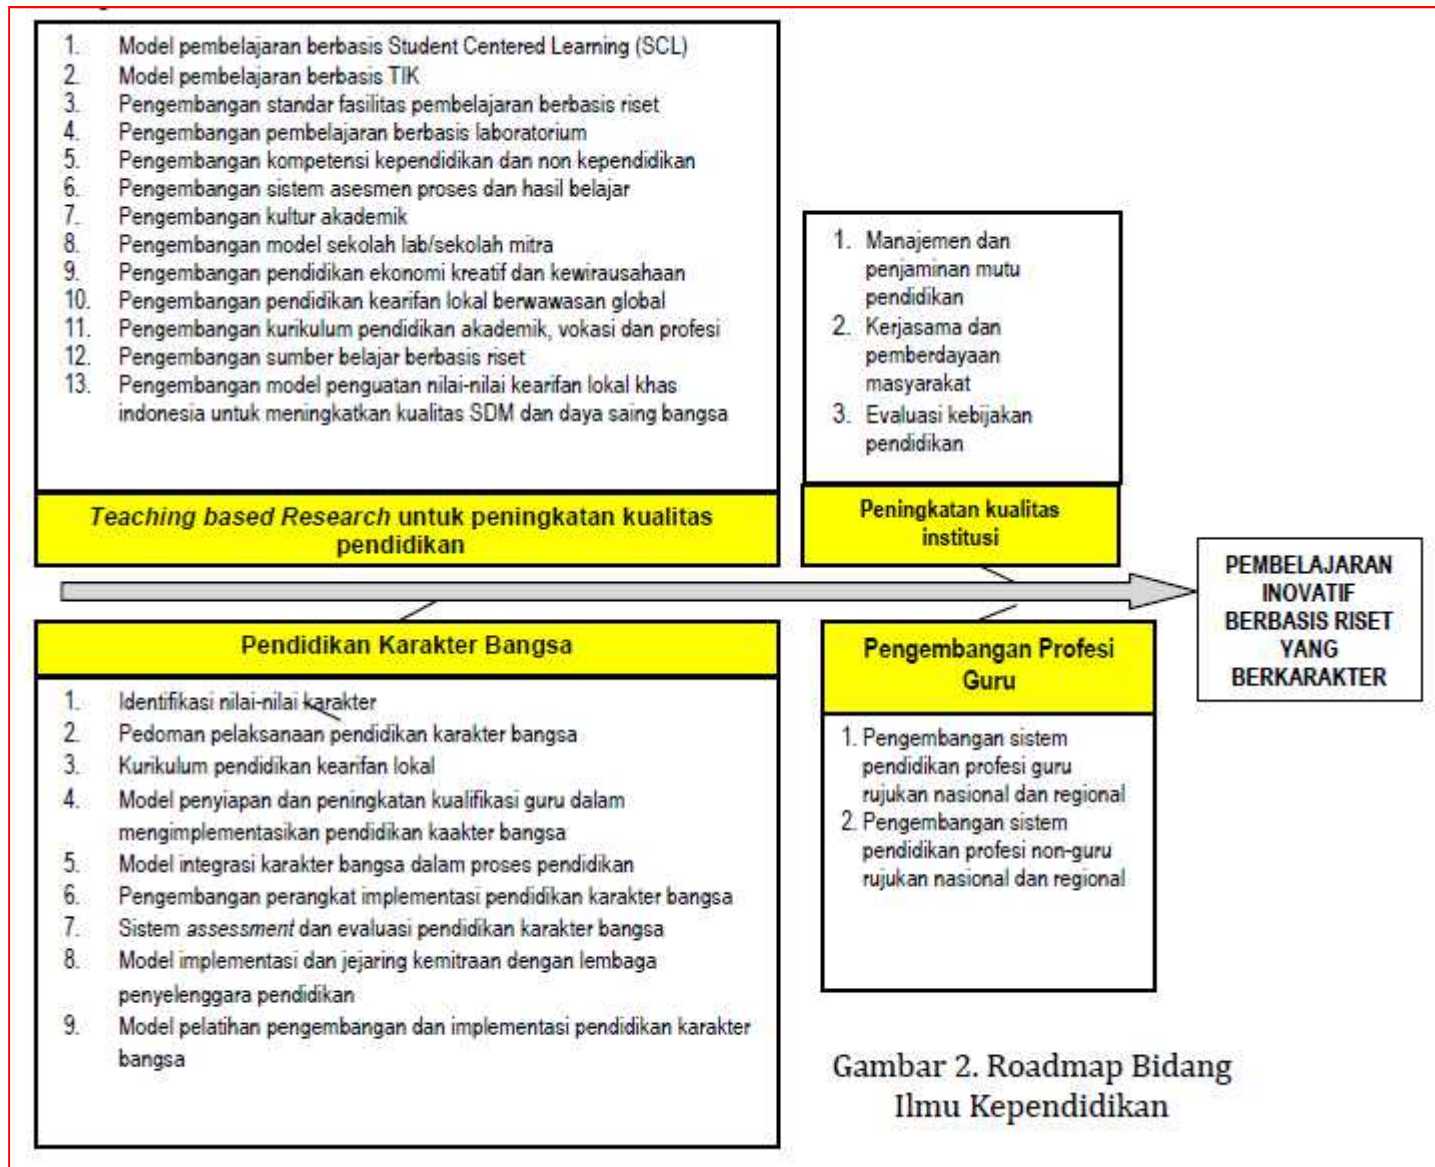 1. Model pembelajaran berbasis Student Centered Learning (SCL)
2. Model pembelajaran berbasis TIK
3. Pengembangan standar fasilitas pembelajaran berbasis riset
4. Pengembangan pembelajaran berbasis laboratorium
5. Pengembangan kompetensi kependidikan dan non kependidikan
6. Pengembangan sistem asesmen proses dan hasil belajar
7. Pengembangan kultur akademik
8. Pengembangan model sekolah lab/sekolah mitra
9. Pengembangan pendidikan ekonomi kreatif dan kewirausahaan
10. Pengembangan pendidikan kearifan lokal berwawasan global
11. Pengembangan kurikulum pendidikan akademik, vokasi dan profesi
12. Pengembangan sumber belajar berbasis riset
13. Pengembangan model penguatan nilai-nilai kearifan lokal khas
indonesia untuk meningkatkan kualitas SDM dan daya saing bangsa
Teaching based Research untuk peningkatan kualitas
pendidikan
1. Manajemen dan
penjaminan mutu
pendidikan
2. Kerjasama dan
pemberdayaan
masyarakat
3. Evaluasi kebijakan
pendidikan
Peningkatan kualitas
institusi
PEMBELAJARAN
INOVATIF
BERBASIS RISET
YANG
BERKARAKTER
Pendidikan Karakter Bangsa
1. Identifikasi nilai-nilai karakter
2. Pedoman pelaksanaan pendidikan karakter bangsa
3. Kurikulum pendidikan kearifan lokal
4. Model penyiapan dan peningkatan kualifikasi guru dalam
mengimplementasikan pendidikan kaakter bangsa
5. Model integrasi karakter bangsa dalam proses pendidikan
6. Pengembangan perangkat implementasi pendidikan karakter bangsa
7. Sistem assessment dan evaluasi pendidikan karakter bangsa
8. Model implementasi dan jejaring kemitraan dengan lembaga
penyelenggara pendidikan
9. Model pelatihan pengembangan dan implementasi pendidikan karakter
bangsa
Pengembangan Profesi
Guru
1. Pengembangan sistem
pendidikan profesi guru
rujukan nasional dan regional
2. Pengembangan sistem
pendidikan profesi non-guru
rujukan nasional dan regional
Gambar 2. Roadmap Bidang
Ilmu Kependidikan